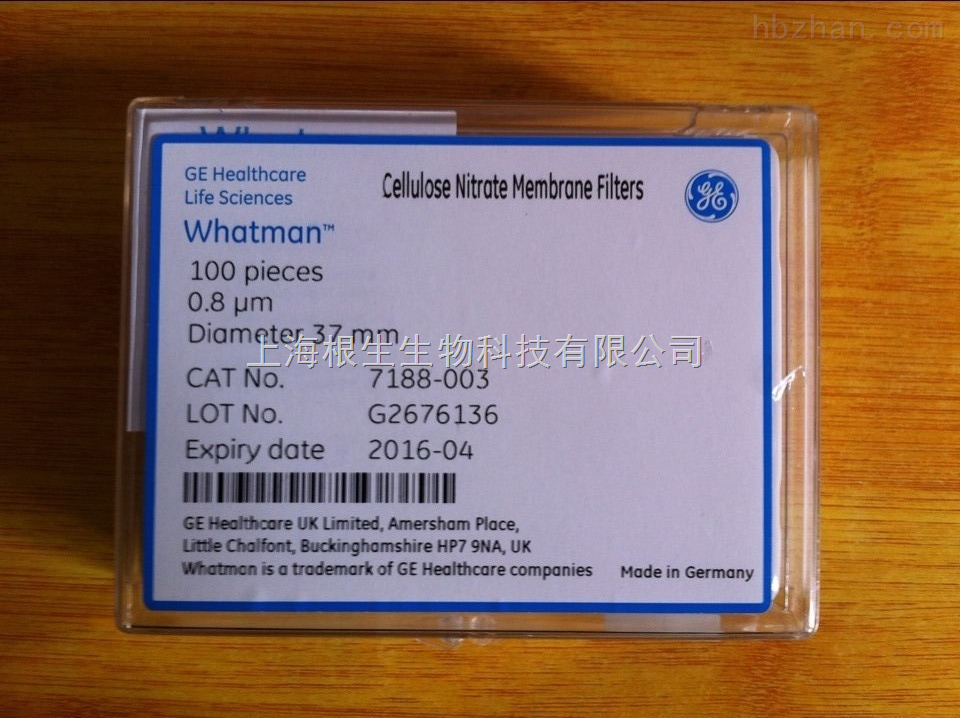 hbzhan.com
GE Healthcare
Life Sciences
Cellulose Nitrate Membrane Filters
GE
Whatman™
100 pieces
0.8 µm
Diameter 37 mm
上海根生生物科技有限公司
CAT No. 7188-003
LOT No. G2676136
Expiry date 2016-04
GE Healthcare UK Limited, Amersham Place,
Little Chalfont, Buckinghamshire HP7 9NA, UK
Whatman is a trademark of GE Healthcare companies Made in Germany